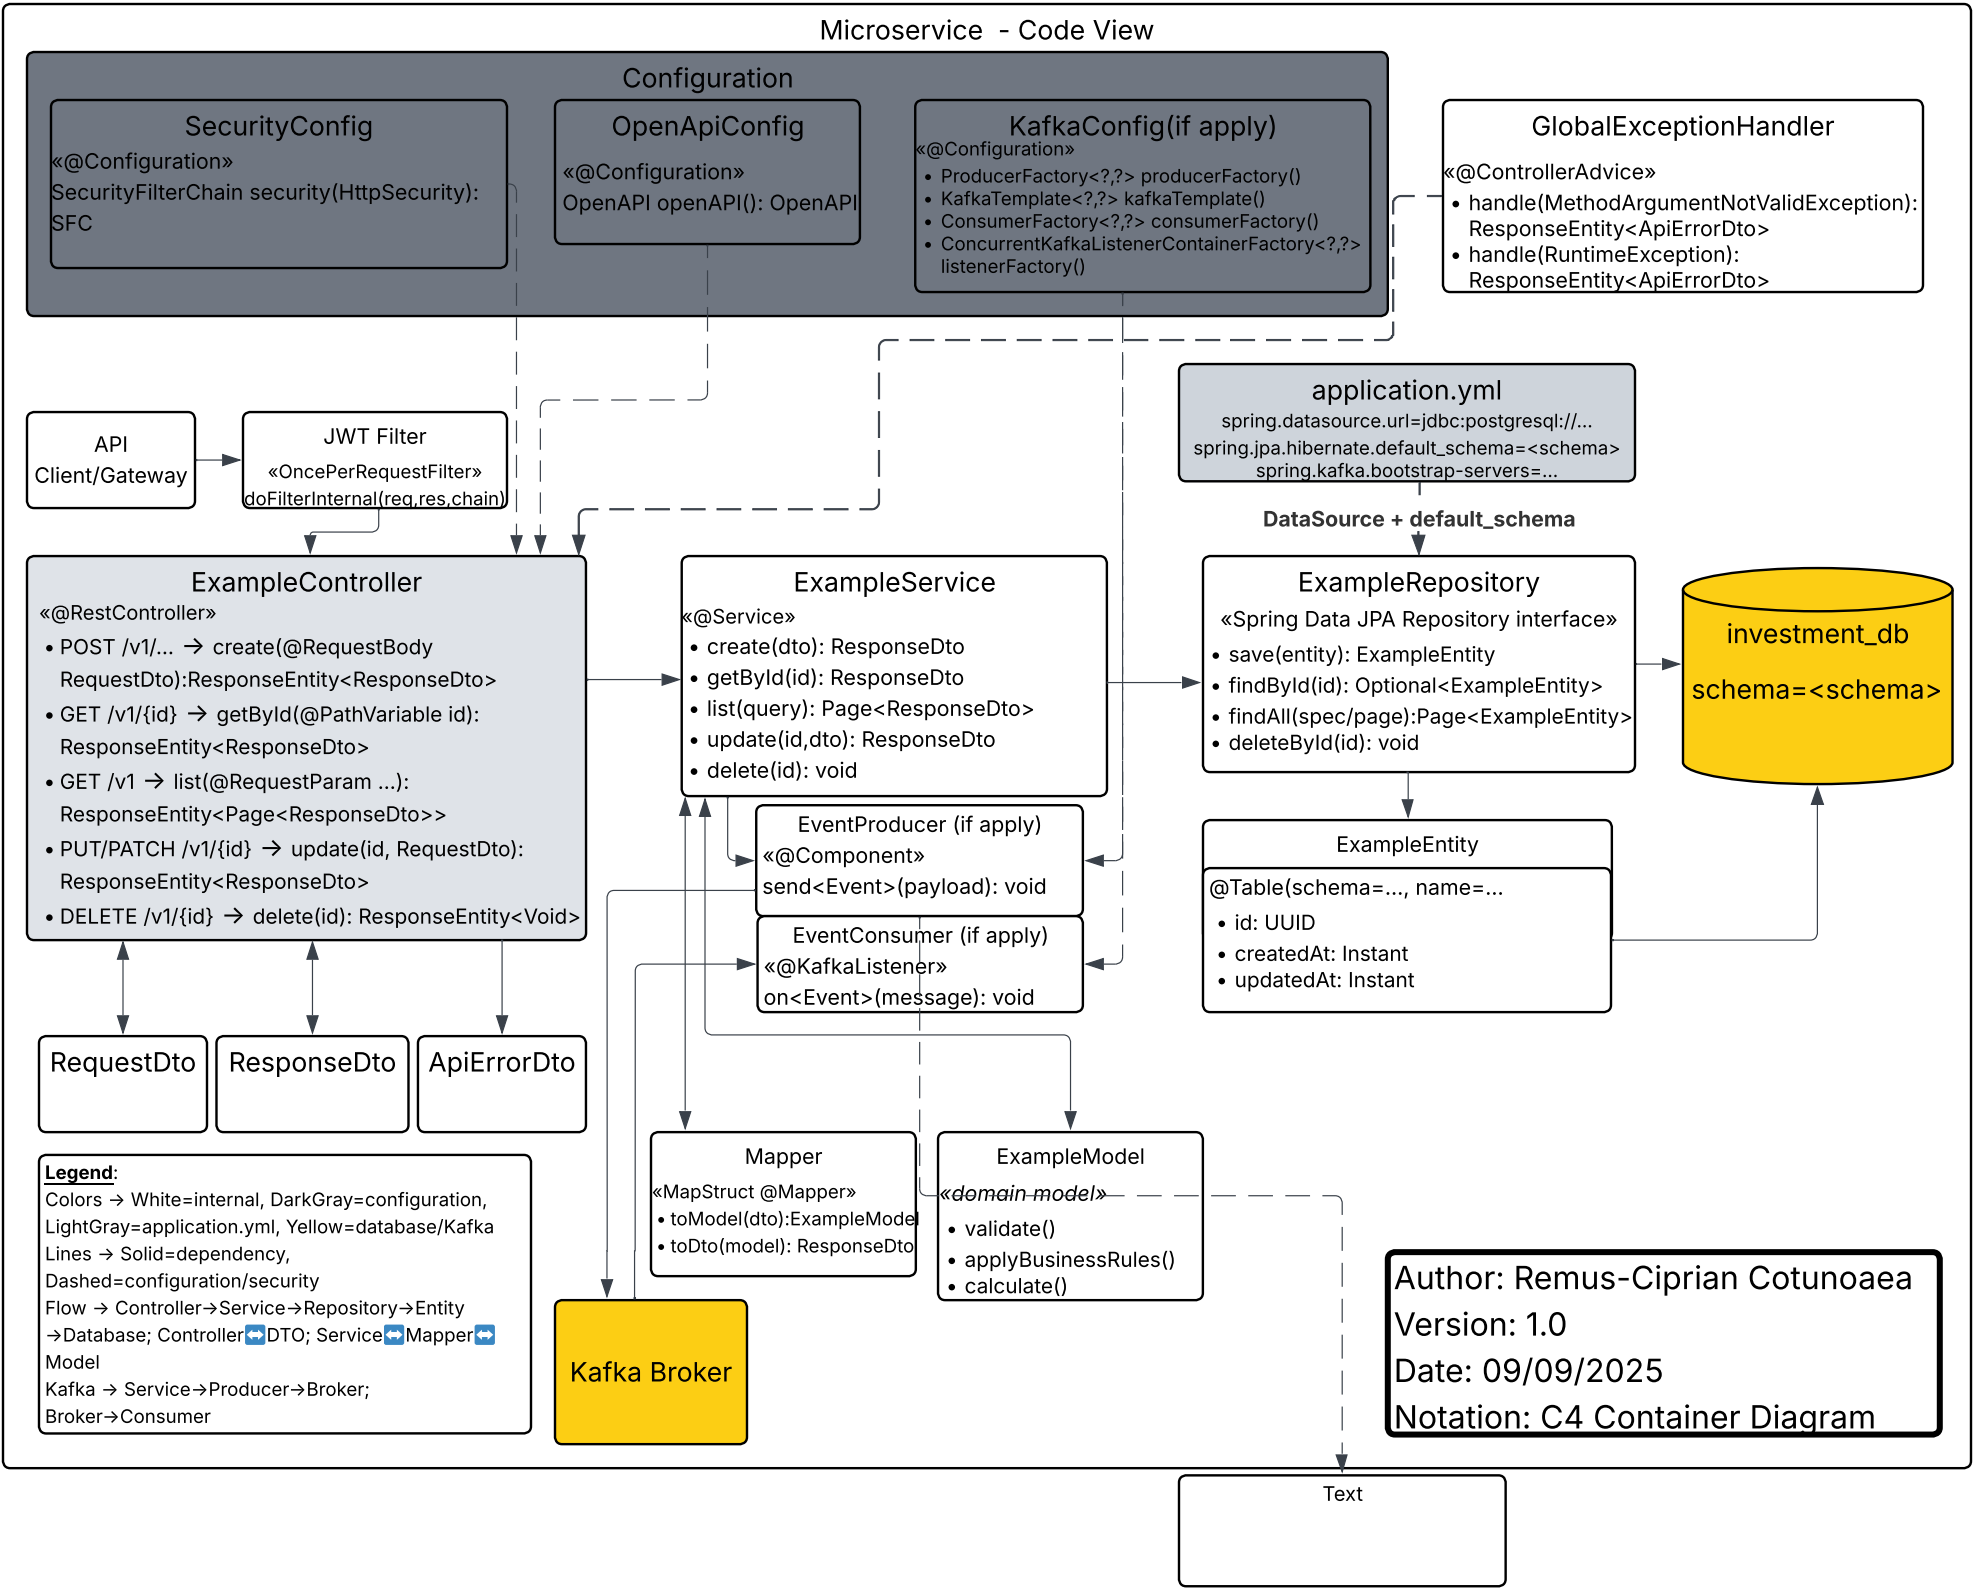 Microservice - Code View
Configuration
SecurityConfig
«@Configuration»
SecurityFilterChain security(HttpSecurity):
SFC
OpenApiConfig
«@Configuration»
OpenAPI openAPI(): OpenAPI
KafkaConfig(if apply)
«@Configuration»
• ProducerFactory<?,?> producerFactory()
• KafkaTemplate<?,?> kafkaTemplate()
• ConsumerFactory<?,?> consumerFactory()
• ConcurrentKafkaListenerContainerFactory<?,?>
listenerFactory()
GlobalExceptionHandler
«@ControllerAdvice»
• handle(MethodArgumentNotValidException):
ResponseEntity<ApiErrorDto>
• handle(RuntimeException):
ResponseEntity<ApiErrorDto>
application.yml
spring.datasource.url=jdbc:postgresql://...
spring.jpa.hibernate.default_schema=<schema>
spring.kafka.bootstrap-servers=...
API
Client/Gateway
JWT Filter
«OncePerRequestFilter»
doFilterInternal(req,res,chain)
DataSource + default_schema
ExampleController
«@RestController»
• POST /v1/... → create(@RequestBody
RequestDto):ResponseEntity<ResponseDto>
• GET /v1/{id} → getById(@PathVariable id):
ResponseEntity<ResponseDto>
• GET /v1 → list(@RequestParam ...):
ResponseEntity<Page<ResponseDto>>
• PUT/PATCH /v1/{id} → update(id, RequestDto):
ResponseEntity<ResponseDto>
• DELETE /v1/{id} → delete(id): ResponseEntity<Void>
ExampleService
«@Service»
• create(dto): ResponseDto
• getById(id): ResponseDto
• list(query): Page<ResponseDto>
• update(id,dto): ResponseDto
• delete(id): void
ExampleRepository
«Spring Data JPA Repository interface»
• save(entity): ExampleEntity
• findById(id): Optional<ExampleEntity>
• findAll(spec/page):Page<ExampleEntity>
• deleteById(id): void
investment_db
schema=<schema>
EventProducer (if apply)
«@Component»
send<Event>(payload): void
EventConsumer (if apply)
«@KafkaListener»
on<Event>(message): void
ExampleEntity
@Table(schema=..., name=...
• id: UUID
• createdAt: Instant
• updatedAt: Instant
RequestDto
ResponseDto
ApiErrorDto
Mapper
«MapStruct @Mapper»
• toModel(dto):ExampleModel
• toDto(model): ResponseDto
ExampleModel
«domain model»
• validate()
• applyBusinessRules()
• calculate()
Legend:
Colors → White=internal, DarkGray=configuration,
LightGray=application.yml, Yellow=database/Kafka
Lines → Solid=dependency,
Dashed=configuration/security
Flow → Controller→Service→Repository→Entity
→Database; Controller↔️DTO; Service↔️Mapper↔️
Model
Kafka → Service→Producer→Broker;
Broker→Consumer
Kafka Broker
Author: Remus-Ciprian Cotunoaea
Version: 1.0
Date: 09/09/2025
Notation: C4 Container Diagram
Text